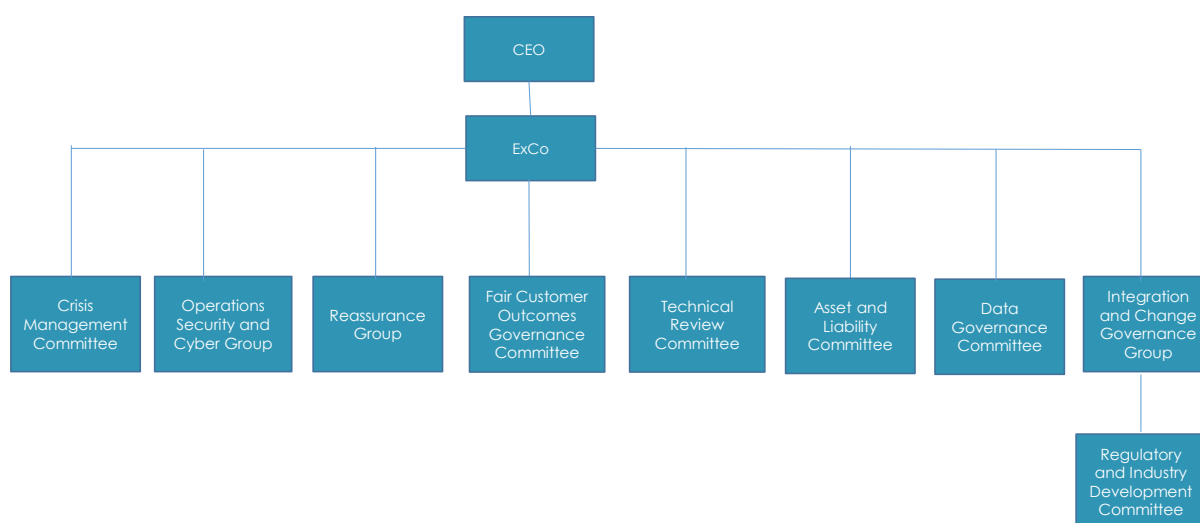 CEO
ExCo
Crisis
Management
Committee
Operations
Security and
Cyber Group
Reassurance
Group
Fair Customer
Outcomes
Governance
Committee
Technical
Review
Committee
Asset and
Liability
Committee
Data
Governance
Committee
Integration
and Change
Governance
Group
Regulatory
and Industry
Development
Committee